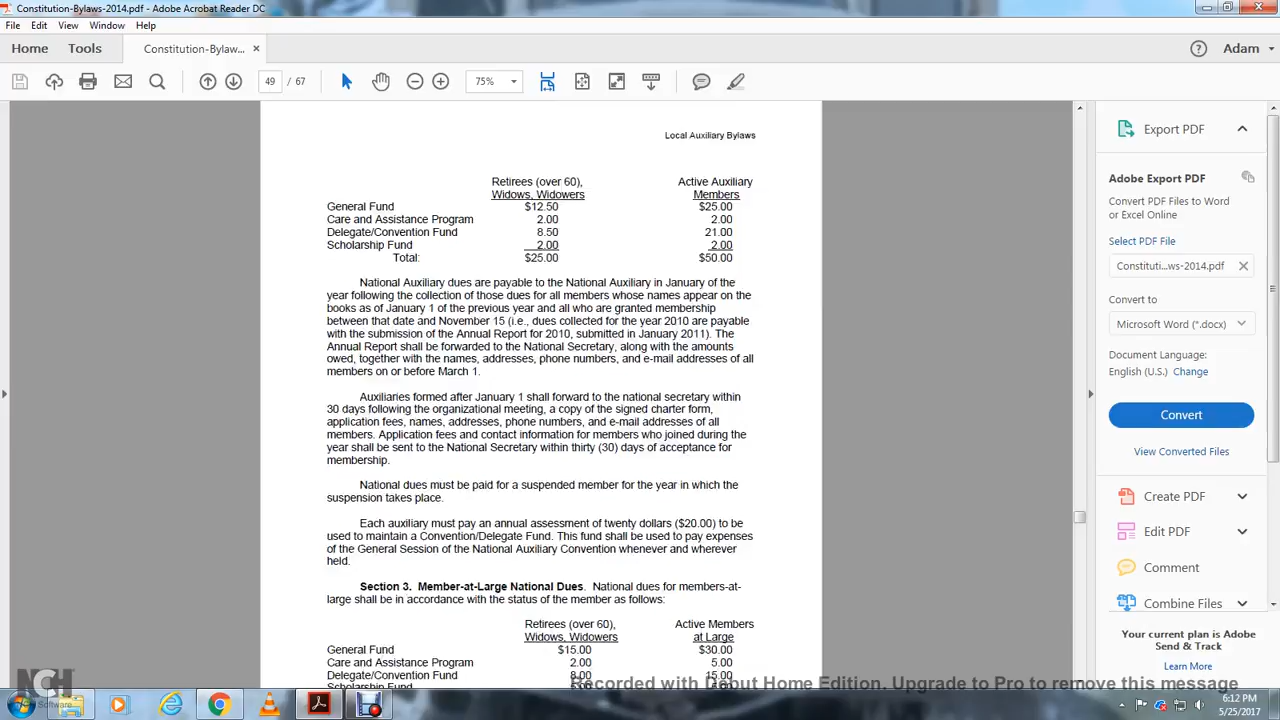 Constitution-Bylaws-2014.pdf - Adobe Acrobat Reader DC
File Edit View Window Help
Home Tools Constitution-Bylaw... × Adam
49 / 67 75%
Local Auxiliary Bylaws
Retirees (over 60), Active Auxiliary
Widows, Widowers Members
General Fund $12.50 $25.00
Care and Assistance Program 2.00 2.00
Delegate/Convention Fund 8.50 21.00
Scholarship Fund 2.00 2.00
Total: $25.00 $50.00
National Auxiliary dues are payable to the National Auxiliary in January of the
year following the collection of those dues for all members whose names appear on the
books as of January 1 of the previous year and all who are granted membership
between that date and November 15 (i.e., dues collected for the year 2010 are payable
with the submission of the Annual Report for 2010, submitted in January 2011). The
Annual Report shall be forwarded to the National Secretary, along with the amounts
owed, together with the names, addresses, phone numbers, and e-mail addresses of all
members on or before March 1.
Auxiliaries formed after January 1 shall forward to the national secretary within
30 days following the organizational meeting, a copy of the signed charter form,
application fees, names, addresses, phone numbers, and e-mail addresses of all
members. Application fees and contact information for members who joined during the
year shall be sent to the National Secretary within thirty (30) days of acceptance for
membership.
National dues must be paid for a suspended member for the year in which the
suspension takes place.
Each auxiliary must pay an annual assessment of twenty dollars ($20.00) to be
used to maintain a Convention/Delegate Fund. This fund shall be used to pay expenses
of the General Session of the National Auxiliary Convention whenever and wherever
held.
Section 3. Member-at-Large National Dues. National dues for members-at-
large shall be in accordance with the status of the member as follows:
Retirees (over 60), Active Members
Widows, Widowers at Large
General Fund $15.00 $30.00
Care and Assistance Program 2.00 5.00
Delegate/Convention Fund 8.00 15.00
Scholarship Fund
Export PDF
Adobe Export PDF
Convert PDF Files to Word
or Excel Online
Select PDF File
Constituti...ws-2014.pdf ×
Convert to
Microsoft Word (*.docx)
Document Language:
English (U.S.) Change
Convert
View Converted Files
Create PDF
Edit PDF
Comment
Combine Files
Your current plan is Adobe
Send & Track
Learn More
NCH
Software
Recorded with Debut Home Edition. Upgrade to Pro to remove this message
6:12 PM
5/25/2017